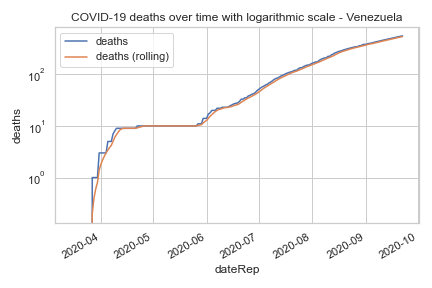 COVID-19 deaths over time with logarithmic scale - Venezuela
deaths
deaths (rolling)
10²
10¹
10⁰
deaths
2020-04
2020-05
2020-06
2020-07
2020-08
2020-09
2020-10
dateRep